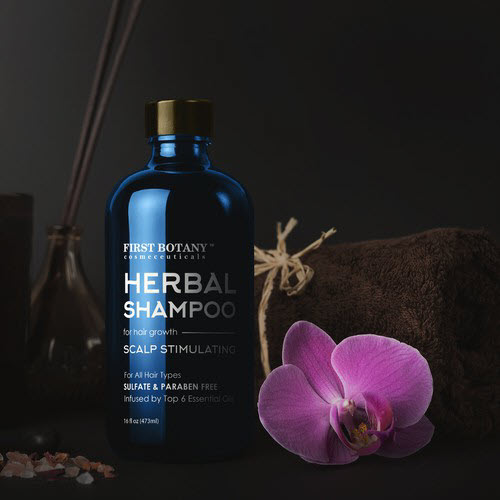 FIRST BOTANY™
cosmeceuticals
HERBAL
SHAMPOO
for hair growth
SCALP STIMULATING
For All Hair Types
SULFATE & PARABEN FREE
Infused by Top 6 Essential Oils
16 fl oz (473ml)